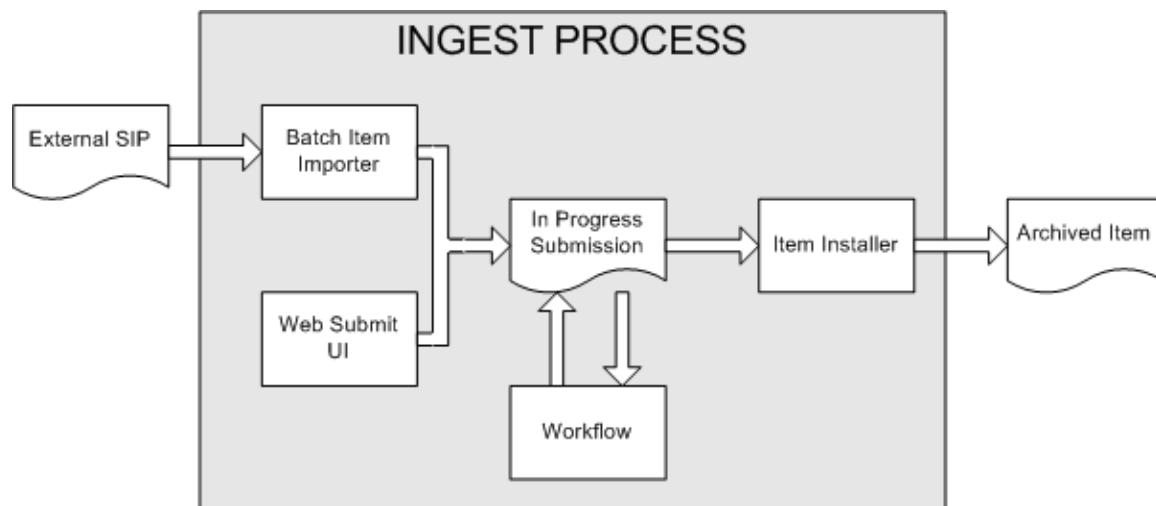 INGEST PROCESS
External SIP
Batch Item
Importer
In Progress
Submission
Item Installer
Archived Item
Web Submit
UI
Workflow